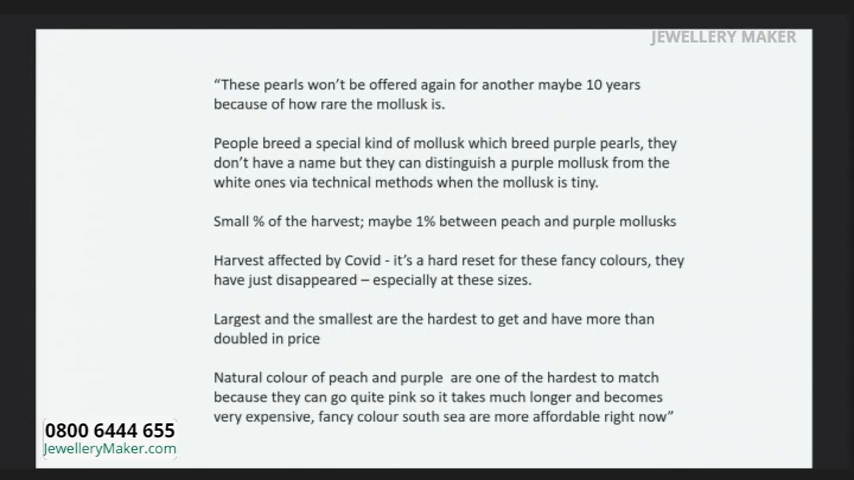 JEWELLERY MAKER
“These pearls won’t be offered again for another maybe 10 years
because of how rare the mollusk is.
People breed a special kind of mollusk which breed purple pearls, they
don’t have a name but they can distinguish a purple mollusk from the
white ones via technical methods when the mollusk is tiny.
Small % of the harvest; maybe 1% between peach and purple mollusks
Harvest affected by Covid - it’s a hard reset for these fancy colours, they
have just disappeared – especially at these sizes.
Largest and the smallest are the hardest to get and have more than
doubled in price
Natural colour of peach and purple  are one of the hardest to match
because they can go quite pink so it takes much longer and becomes
very expensive, fancy colour south sea are more affordable right now”
0800 6444 655
JewelleryMaker.com